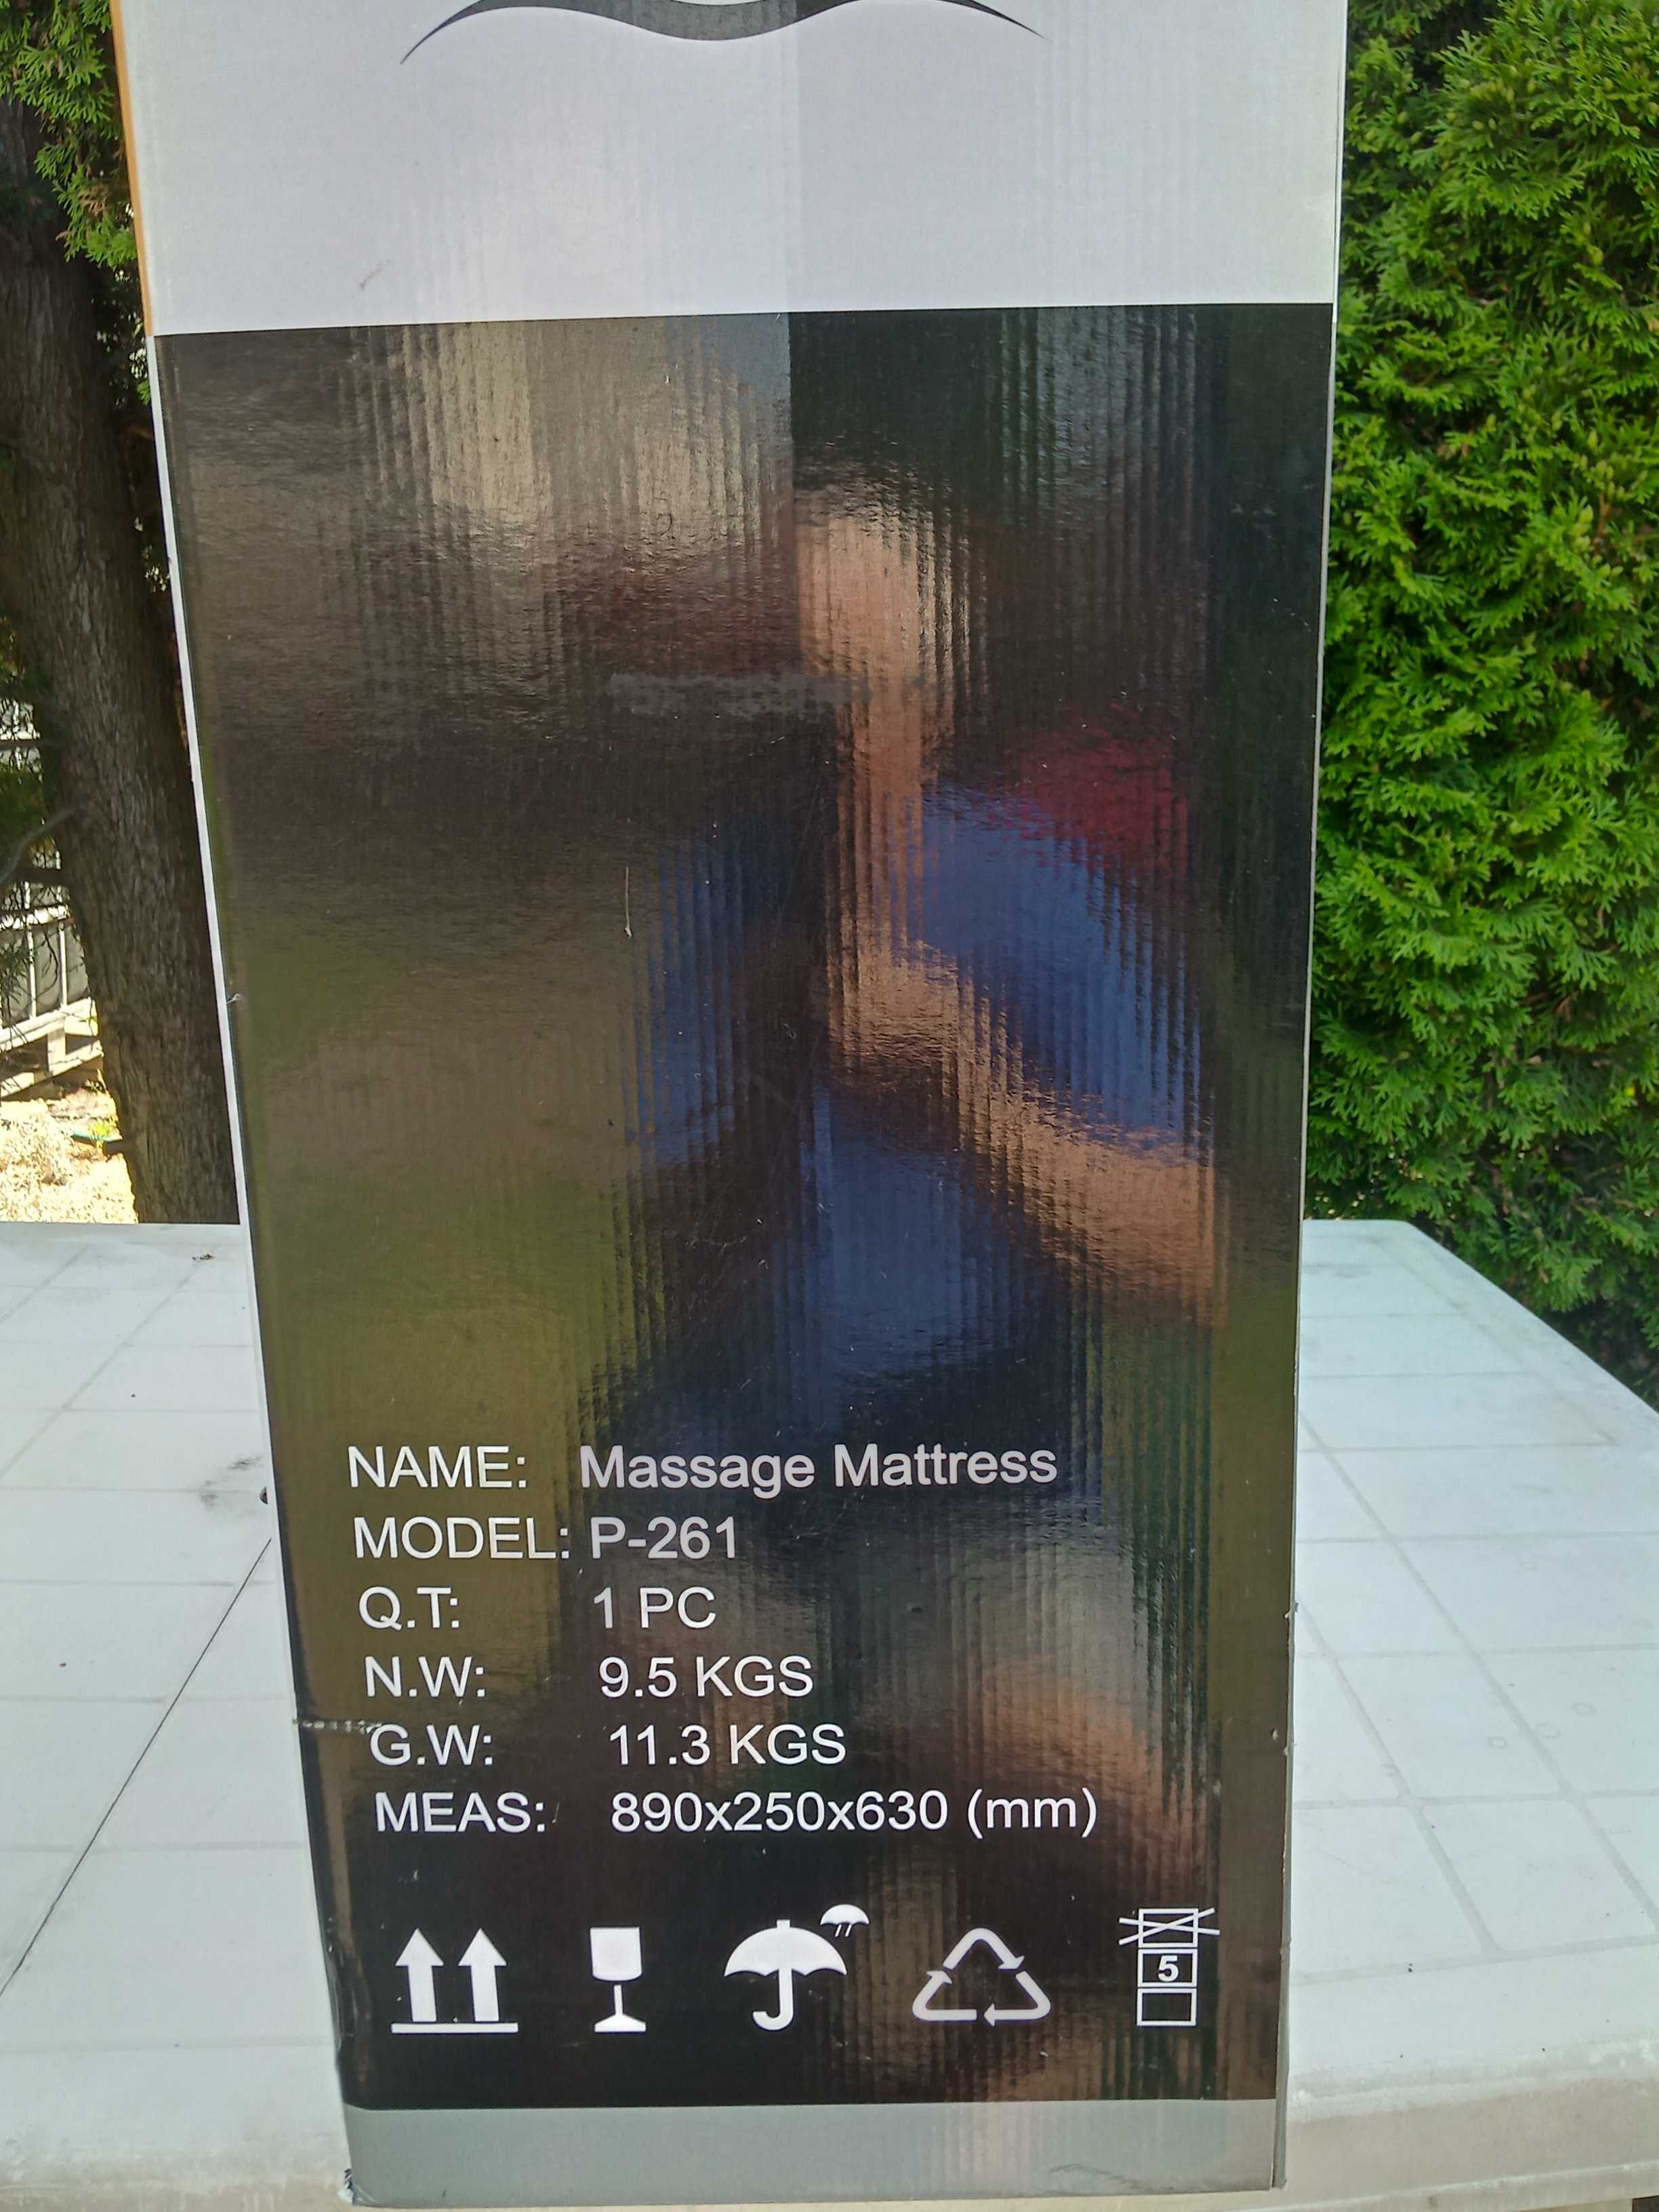 NAME: Massage Mattress
MODEL: P-261
Q.T: 1 PC
N.W: 9.5 KGS
G.W: 11.3 KGS
MEAS: 890x250x630 (mm)
5